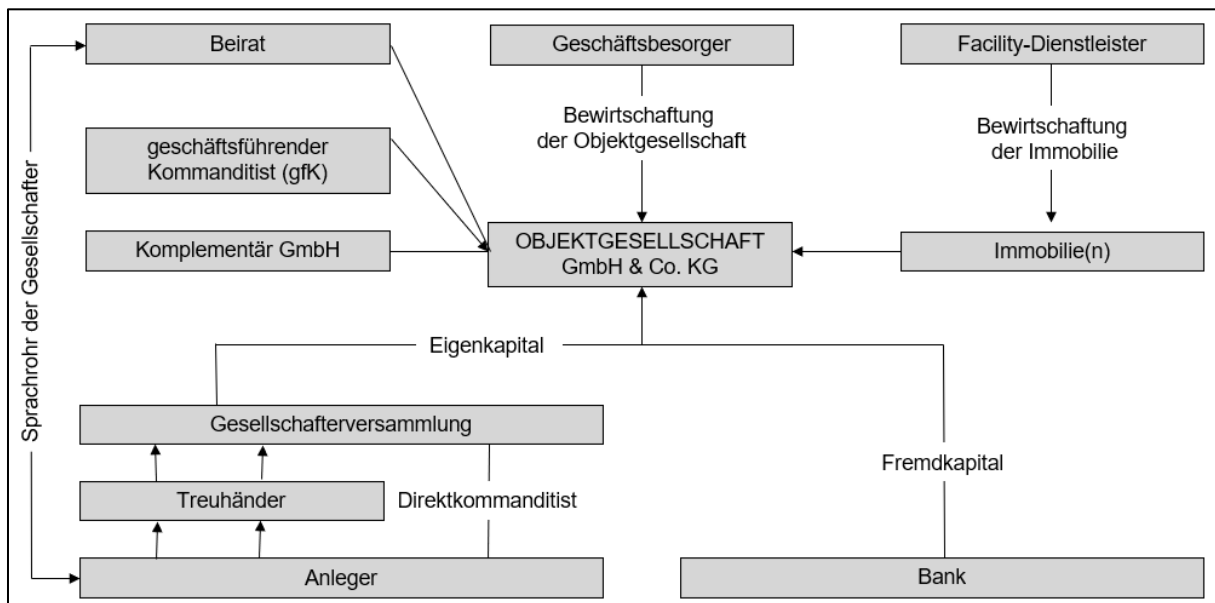 Beirat
Geschäftsbesorger
Facility-Dienstleister
Bewirtschaftung
der Objektgesellschaft
Bewirtschaftung
der Immobilie
geschäftsführender
Kommanditist (gfK)
Komplementär GmbH
OBJEKTGESELLSCHAFT
GmbH & Co. KG
Immobilie(n)
Sprachrohr der Gesellschafter
Eigenkapital
Gesellschafterversammlung
Fremdkapital
Treuhänder
Direktkommanditist
Anleger
Bank